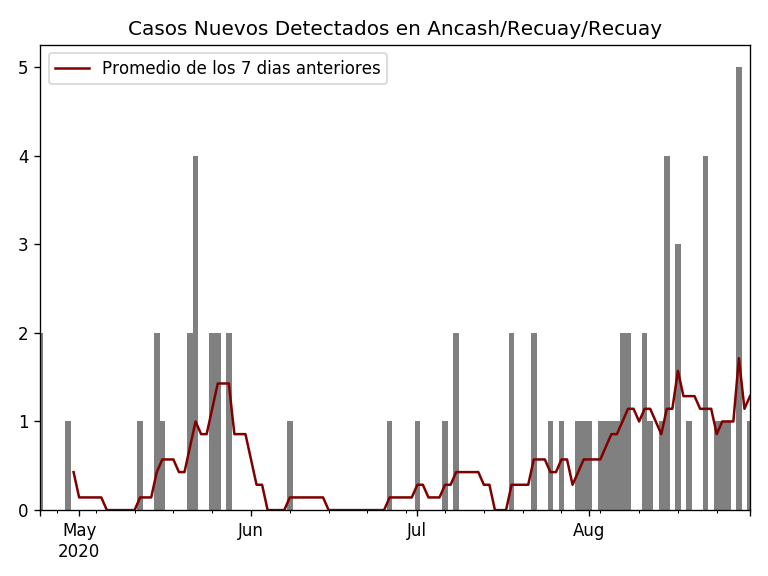 Casos Nuevos Detectados en Ancash/Recuay/Recuay
Promedio de los 7 dias anteriores
5
4
3
2
1
0
May Jun Jul Aug
2020